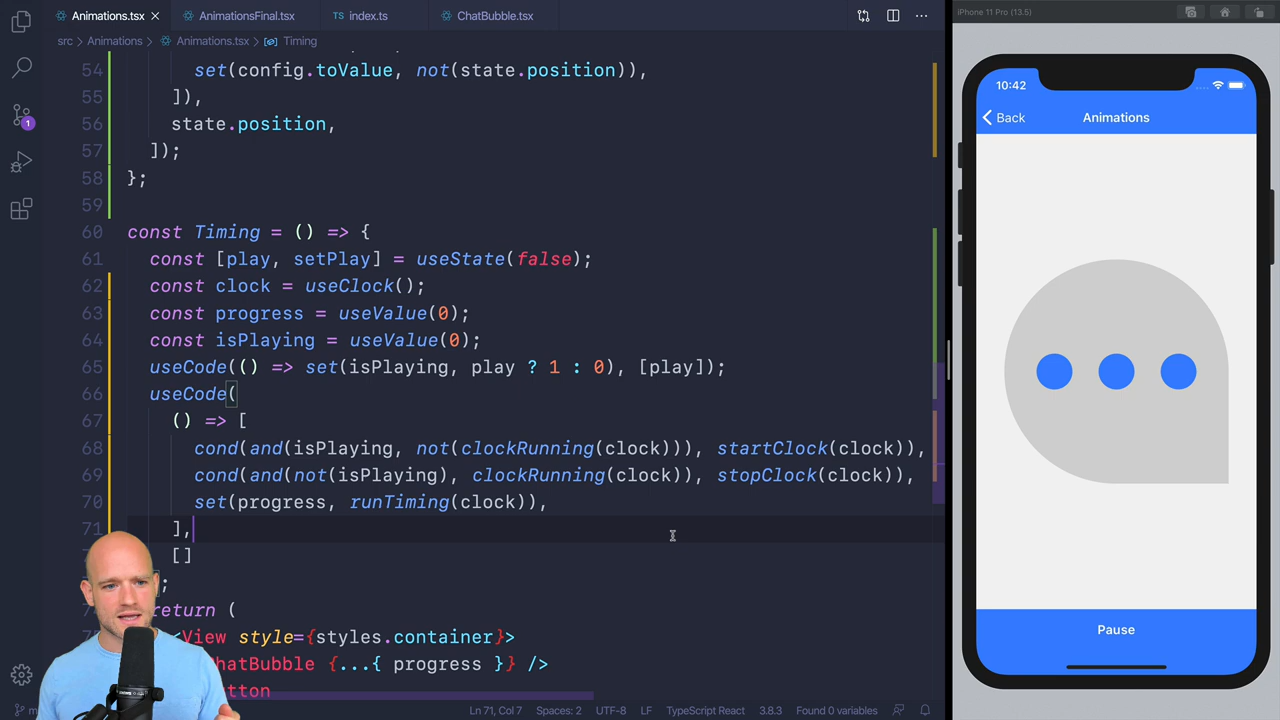 Animations.tsx
AnimationsFinal.tsx
TS index.ts
ChatBubble.tsx
iPhone 11 Pro (13.5)
src > Animations > Animations.tsx > Timing
54 set(config.toValue, not(state.position)),
55 ]),
56 state.position,
57 ]);
58 };
59
60 const Timing = () => {
61 const [play, setPlay] = useState(false);
62 const clock = useClock();
63 const progress = useValue(0);
64 const isPlaying = useValue(0);
65 useCode(() => set(isPlaying, play ? 1 : 0), [play]);
66 useCode(
67 () => [
68 cond(and(isPlaying, not(clockRunning(clock))), startClock(clock)),
69 cond(and(not(isPlaying), clockRunning(clock)), stopClock(clock)),
70 set(progress, runTiming(clock)),
71 ],
[]
;
return (
<View style={styles.container}>
ChatBubble {...{ progress }} />
tton
1
Ln 71, Col 7
Spaces: 2
UTF-8
LF
TypeScript React
3.8.3
Found 0 variables
10:42
Back
Animations
Pause